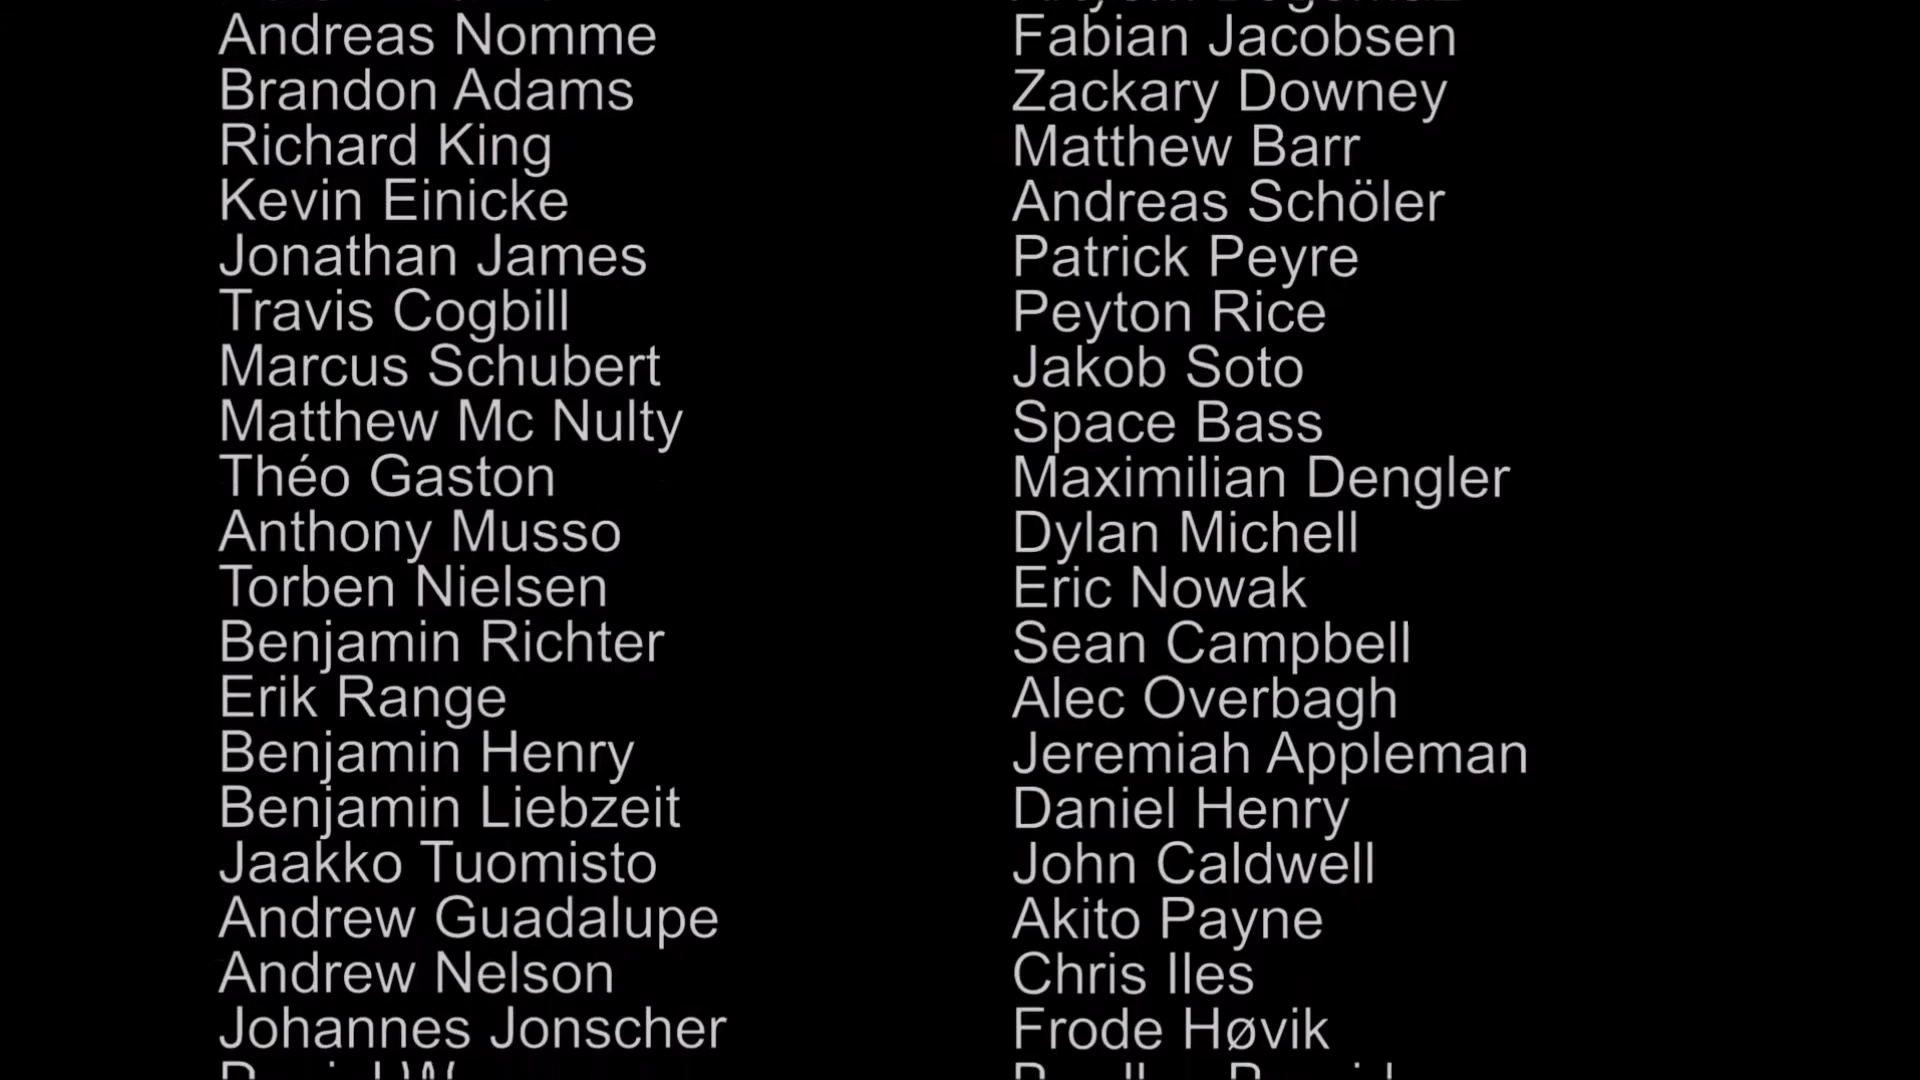 Andreas Nomme
Brandon Adams
Richard King
Kevin Einicke
Jonathan James
Travis Cogbill
Marcus Schubert
Matthew Mc Nulty
Théo Gaston
Anthony Musso
Torben Nielsen
Benjamin Richter
Erik Range
Benjamin Henry
Benjamin Liebzeit
Jaakko Tuomisto
Andrew Guadalupe
Andrew Nelson
Johannes Jonscher
Fabian Jacobsen
Zackary Downey
Matthew Barr
Andreas Schöler
Patrick Peyre
Peyton Rice
Jakob Soto
Space Bass
Maximilian Dengler
Dylan Michell
Eric Nowak
Sean Campbell
Alec Overbagh
Jeremiah Appleman
Daniel Henry
John Caldwell
Akito Payne
Chris Iles
Frode Høvik